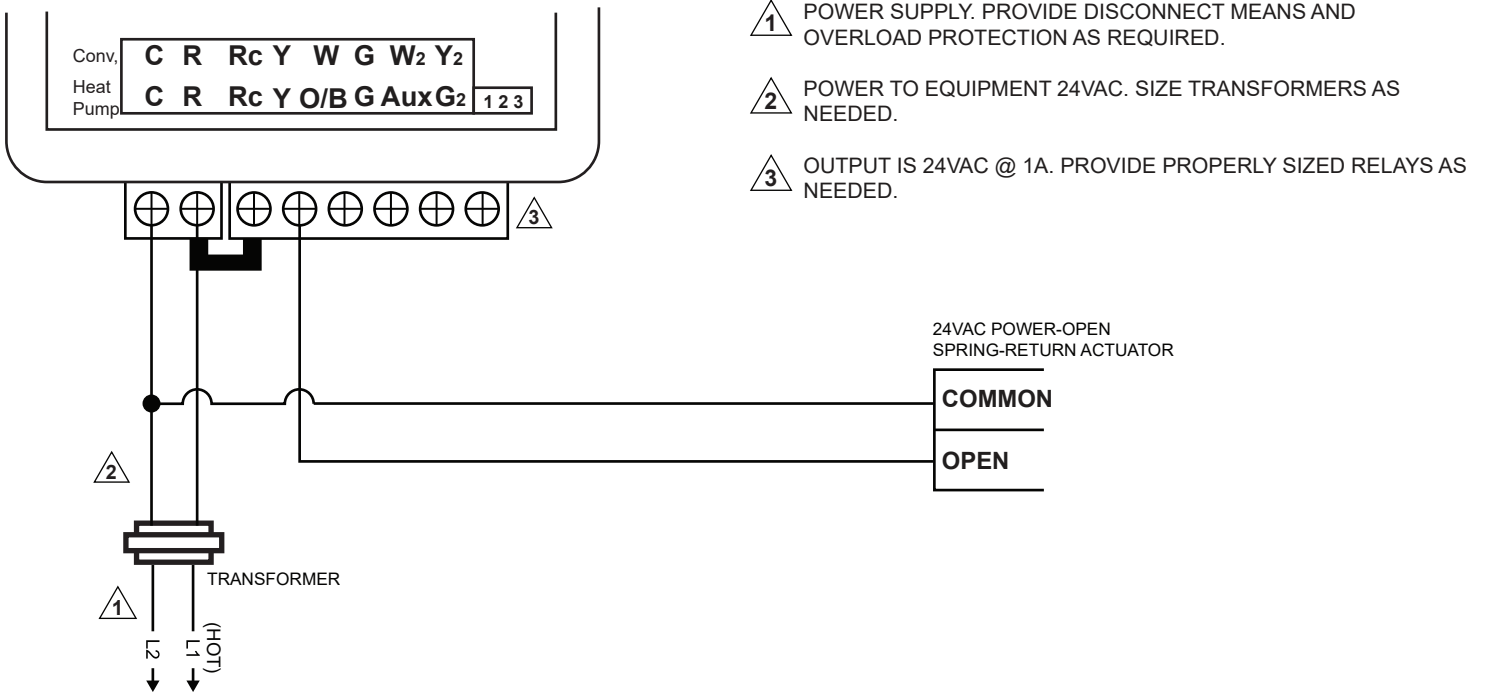 Conv, C R Rc Y W G W2 Y2
Heat
Pump C R Rc Y O/B G Aux G2 1 2 3
1 POWER SUPPLY. PROVIDE DISCONNECT MEANS AND
OVERLOAD PROTECTION AS REQUIRED.
2 POWER TO EQUIPMENT 24VAC. SIZE TRANSFORMERS AS
NEEDED.
3 OUTPUT IS 24VAC @ 1A. PROVIDE PROPERLY SIZED RELAYS AS
NEEDED.
3
24VAC POWER-OPEN
SPRING-RETURN ACTUATOR
COMMON
OPEN
2
TRANSFORMER
1
L2
L1
(HOT)